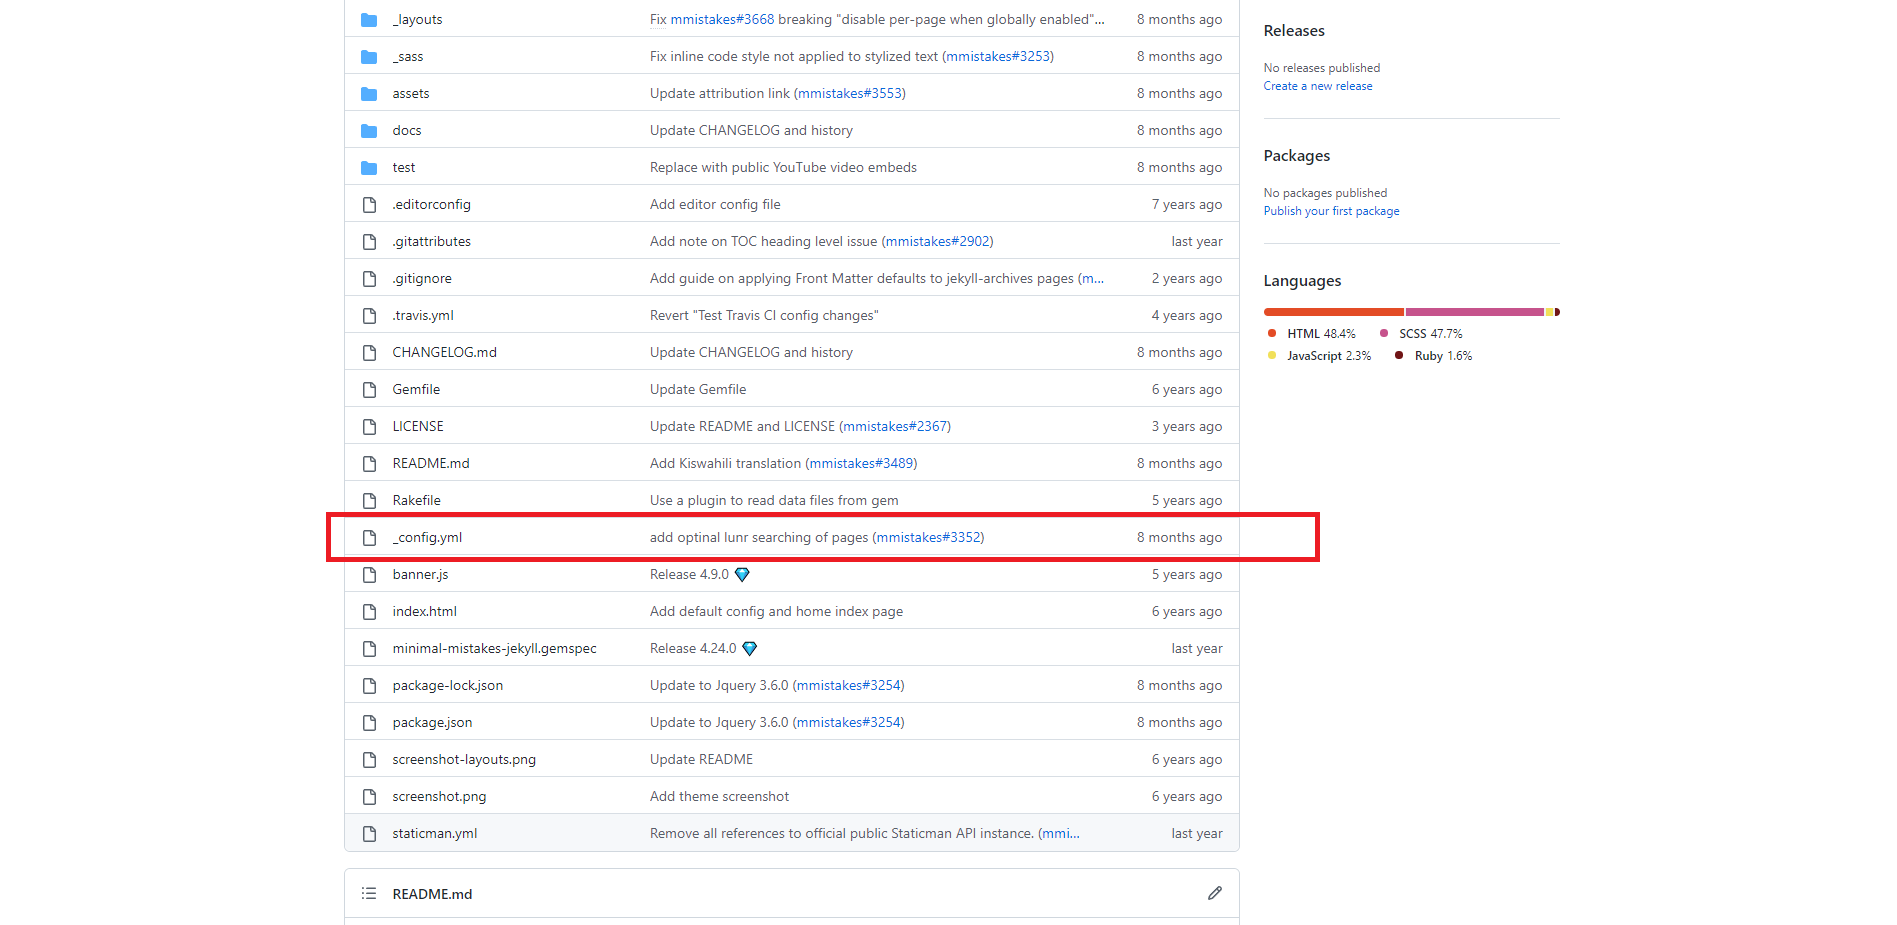 _layouts Fix mmistakes#3668 breaking "disable per-page when globally enabled"... 8 months ago
_sass Fix inline code style not applied to stylized text (mmistakes#3253) 8 months ago
assets Update attribution link (mmistakes#3553) 8 months ago
docs Update CHANGELOG and history 8 months ago
test Replace with public YouTube video embeds 8 months ago
.editorconfig Add editor config file 7 years ago
.gitattributes Add note on TOC heading level issue (mmistakes#2902) last year
.gitignore Add guide on applying Front Matter defaults to jekyll-archives pages (m... 2 years ago
.travis.yml Revert "Test Travis CI config changes" 4 years ago
CHANGELOG.md Update CHANGELOG and history 8 months ago
Gemfile Update Gemfile 6 years ago
LICENSE Update README and LICENSE (mmistakes#2367) 3 years ago
README.md Add Kiswahili translation (mmistakes#3489) 8 months ago
Rakefile Use a plugin to read data files from gem 5 years ago
_config.yml add optinal lunr searching of pages (mmistakes#3352) 8 months ago
banner.js Release 4.9.0 💎 5 years ago
index.html Add default config and home index page 6 years ago
minimal-mistakes-jekyll.gemspec Release 4.24.0 💎 last year
package-lock.json Update to Jquery 3.6.0 (mmistakes#3254) 8 months ago
package.json Update to Jquery 3.6.0 (mmistakes#3254) 8 months ago
screenshot-layouts.png Update README 6 years ago
screenshot.png Add theme screenshot 6 years ago
staticman.yml Remove all references to official public Staticman API instance. (mmi... last year
README.md
Releases
No releases published
Create a new release
Packages
No packages published
Publish your first package
Languages
HTML 48.4% SCSS 47.7%
JavaScript 2.3% Ruby 1.6%